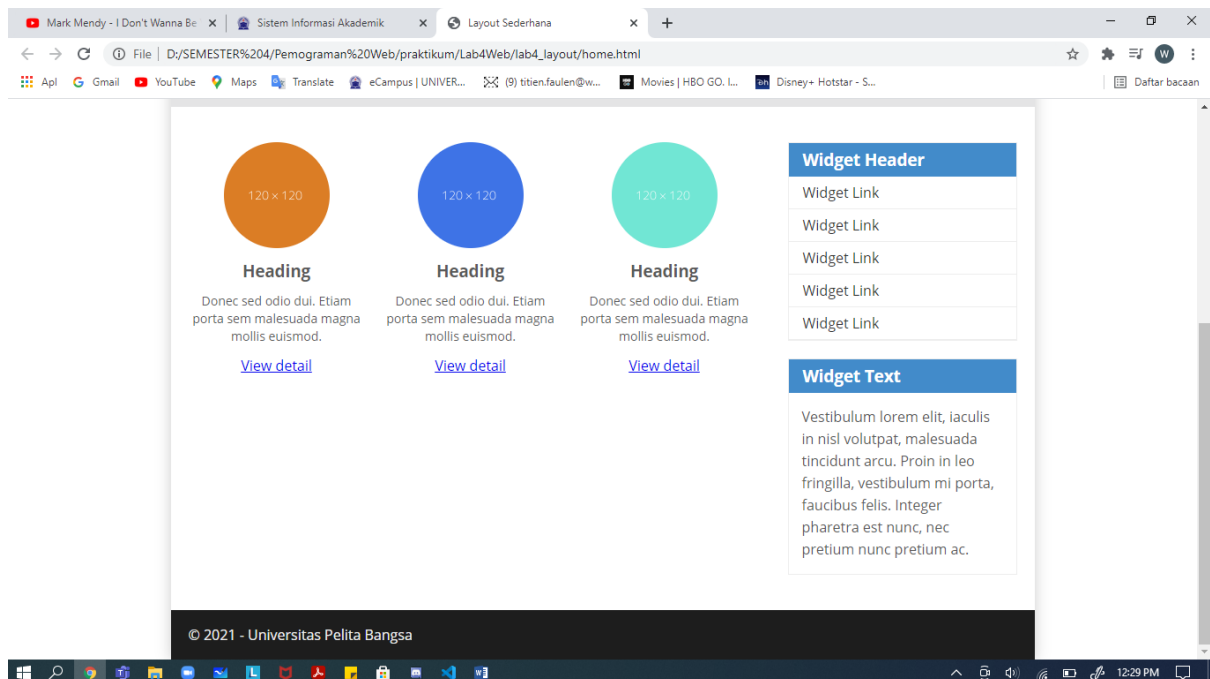 Mark Mendy - I Don't Wanna Be
Sistem Informasi Akademik
Layout Sederhana
File | D:/SEMESTER%204/Pemograman%20Web/praktikum/Lab4Web/lab4_layout/home.html
W
Apl
Gmail
YouTube
Maps
Translate
eCampus | UNIVER...
(9) titien.faulen@w...
Movies | HBO GO. I...
Disney+ Hotstar - S...
Daftar bacaan
120 × 120
120 × 120
120 × 120
Heading
Heading
Heading
Donec sed odio dui. Etiam
porta sem malesuada magna
mollis euismod.
Donec sed odio dui. Etiam
porta sem malesuada magna
mollis euismod.
Donec sed odio dui. Etiam
porta sem malesuada magna
mollis euismod.
View detail
View detail
View detail
Widget Header
Widget Link
Widget Link
Widget Link
Widget Link
Widget Link
Widget Text
Vestibulum lorem elit, iaculis
in nisl volutpat, malesuada
tincidunt arcu. Proin in leo
fringilla, vestibulum mi porta,
faucibus felis. Integer
pharetra est nunc, nec
pretium nunc pretium ac.
© 2021 - Universitas Pelita Bangsa
12:29 PM